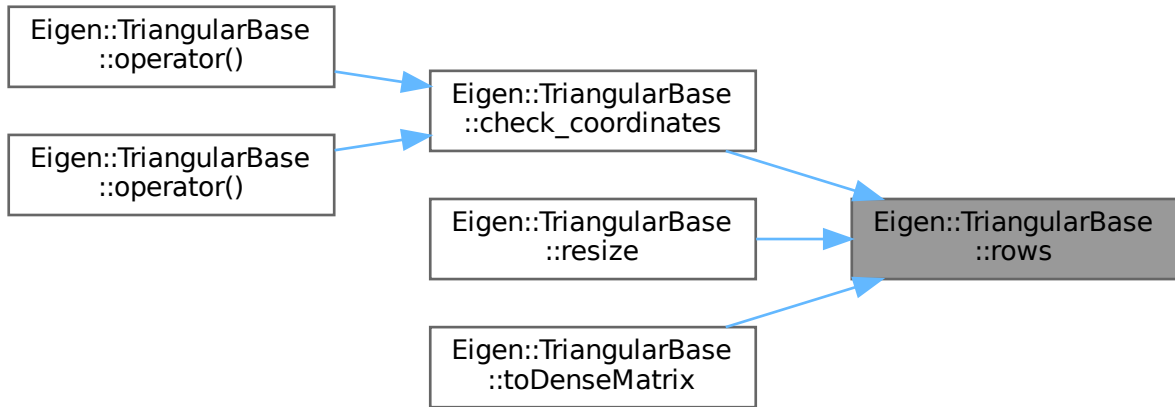 Eigen::TriangularBase
::operator()
Eigen::TriangularBase
::operator()
Eigen::TriangularBase
::check_coordinates
Eigen::TriangularBase
::resize
Eigen::TriangularBase
::toDenseMatrix
Eigen::TriangularBase
::rows